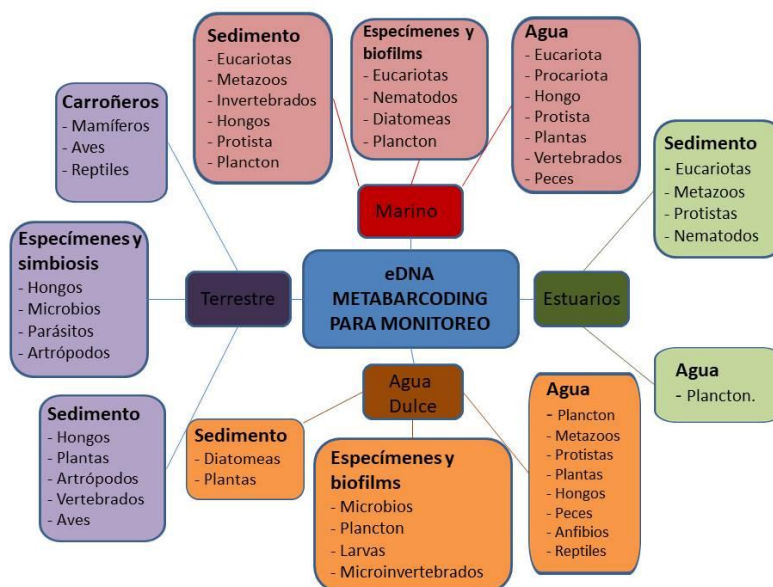 Sedimento
- Eucariotas
- Metazoos
- Invertebrados
- Hongos
- Protista
- Plancton
Especímenes y
biofilms
- Eucariotas
- Nematodos
- Diatomeas
- Plancton
Agua
- Eucariota
- Procariota
- Hongo
- Protista
- Plantas
- Vertebrados
- Peces
Carroñeros
- Mamíferos
- Aves
- Reptiles
Sedimento
- Eucariotas
- Metazoos
- Protistas
- Nematodos
Marino
Especímenes y
simbiosis
- Hongos
- Microbios
- Parásitos
- Artrópodos
Terrestre
eDNA
METABARCODING
PARA MONITOREO
Estuarios
Agua
Dulce
Agua
- Plancton.
Sedimento
- Hongos
- Plantas
- Artrópodos
- Vertebrados
- Aves
Sedimento
- Diatomeas
- Plantas
Especímenes y
biofilms
- Microbios
- Plancton
- Larvas
- Microinvertebrados
Agua
- Plancton
- Metazoos
- Protistas
- Plantas
- Hongos
- Peces
- Anfibios
- Reptiles